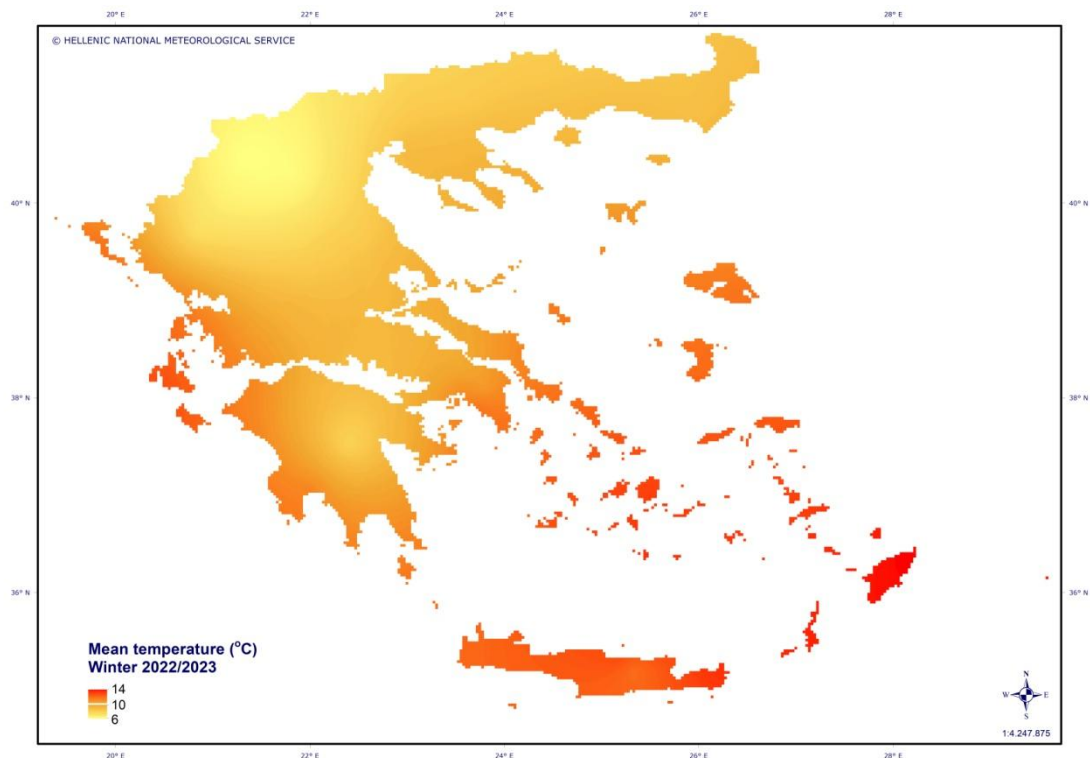 20° E 22° E 24° E 26° E 28° E
© HELLENIC NATIONAL METEOROLOGICAL SERVICE
40° N 40° N
38° N 38° N
36° N 36° N
Mean temperature (°C)
Winter 2022/2023
14
10
6
N
W E
S
1:4.247.875
20° E 22° E 24° E 26° E 28° E